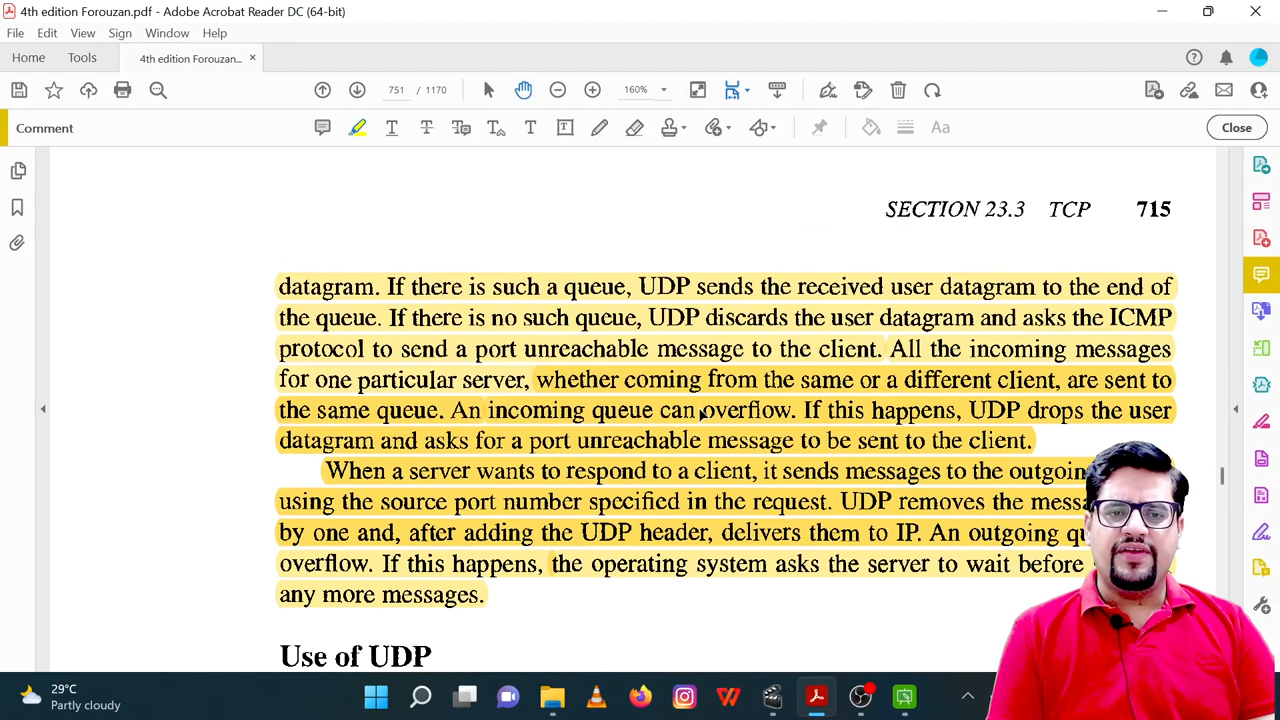 4th edition Forouzan.pdf - Adobe Acrobat Reader DC (64-bit)
File Edit View Sign Window Help
Home Tools 4th edition Forouzan... ×
751 / 1170 160%
Comment Close
SECTION 23.3 TCP 715
datagram. If there is such a queue, UDP sends the received user datagram to the end of
the queue. If there is no such queue, UDP discards the user datagram and asks the ICMP
protocol to send a port unreachable message to the client. All the incoming messages
for one particular server, whether coming from the same or a different client, are sent to
the same queue. An incoming queue can overflow. If this happens, UDP drops the user
datagram and asks for a port unreachable message to be sent to the client.
When a server wants to respond to a client, it sends messages to the
using the source port number specified in the request. UDP removes the
by one and, after adding the UDP header, delivers them to IP. An outgoing
overflow. If this happens, the operating system asks the server to wait before
any more messages.
Use of UDP
29°C
Partly cloudy